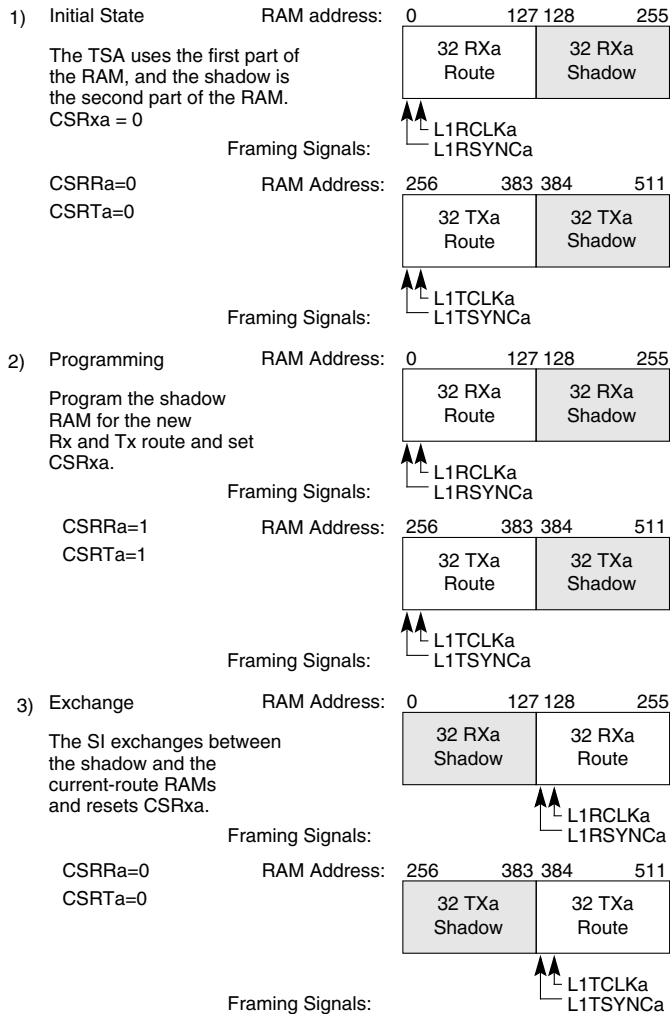 1) Initial State RAM address: 0 127 128 255
The TSA uses the first part of
the RAM, and the shadow is
the second part of the RAM.
CSRxa = 0
32 RXa
Route
32 RXa
Shadow
L1RCLKa
Framing Signals: L1RSYNCa
CSRRa=0 RAM Address: 256 383 384 511
CSRTa=0
32 TXa
Route
32 TXa
Shadow
L1TCLKa
Framing Signals: L1TSYNCa
2) Programming RAM Address: 0 127 128 255
Program the shadow
RAM for the new
Rx and Tx route and set
CSRxa.
32 RXa
Route
32 RXa
Shadow
L1RCLKa
Framing Signals: L1RSYNCa
CSRRa=1 RAM Address: 256 383 384 511
CSRTa=1
32 TXa
Route
32 TXa
Shadow
L1TCLKa
Framing Signals: L1TSYNCa
3) Exchange RAM Address: 0 127 128 255
The SI exchanges between
the shadow and the
current-route RAMs
and resets CSRxa.
32 RXa
Shadow
32 RXa
Route
L1RCLKa
Framing Signals: L1RSYNCa
CSRRa=0 RAM Address: 256 383 384 511
CSRTa=0
32 TXa
Shadow
32 TXa
Route
L1TCLKa
Framing Signals: L1TSYNCa